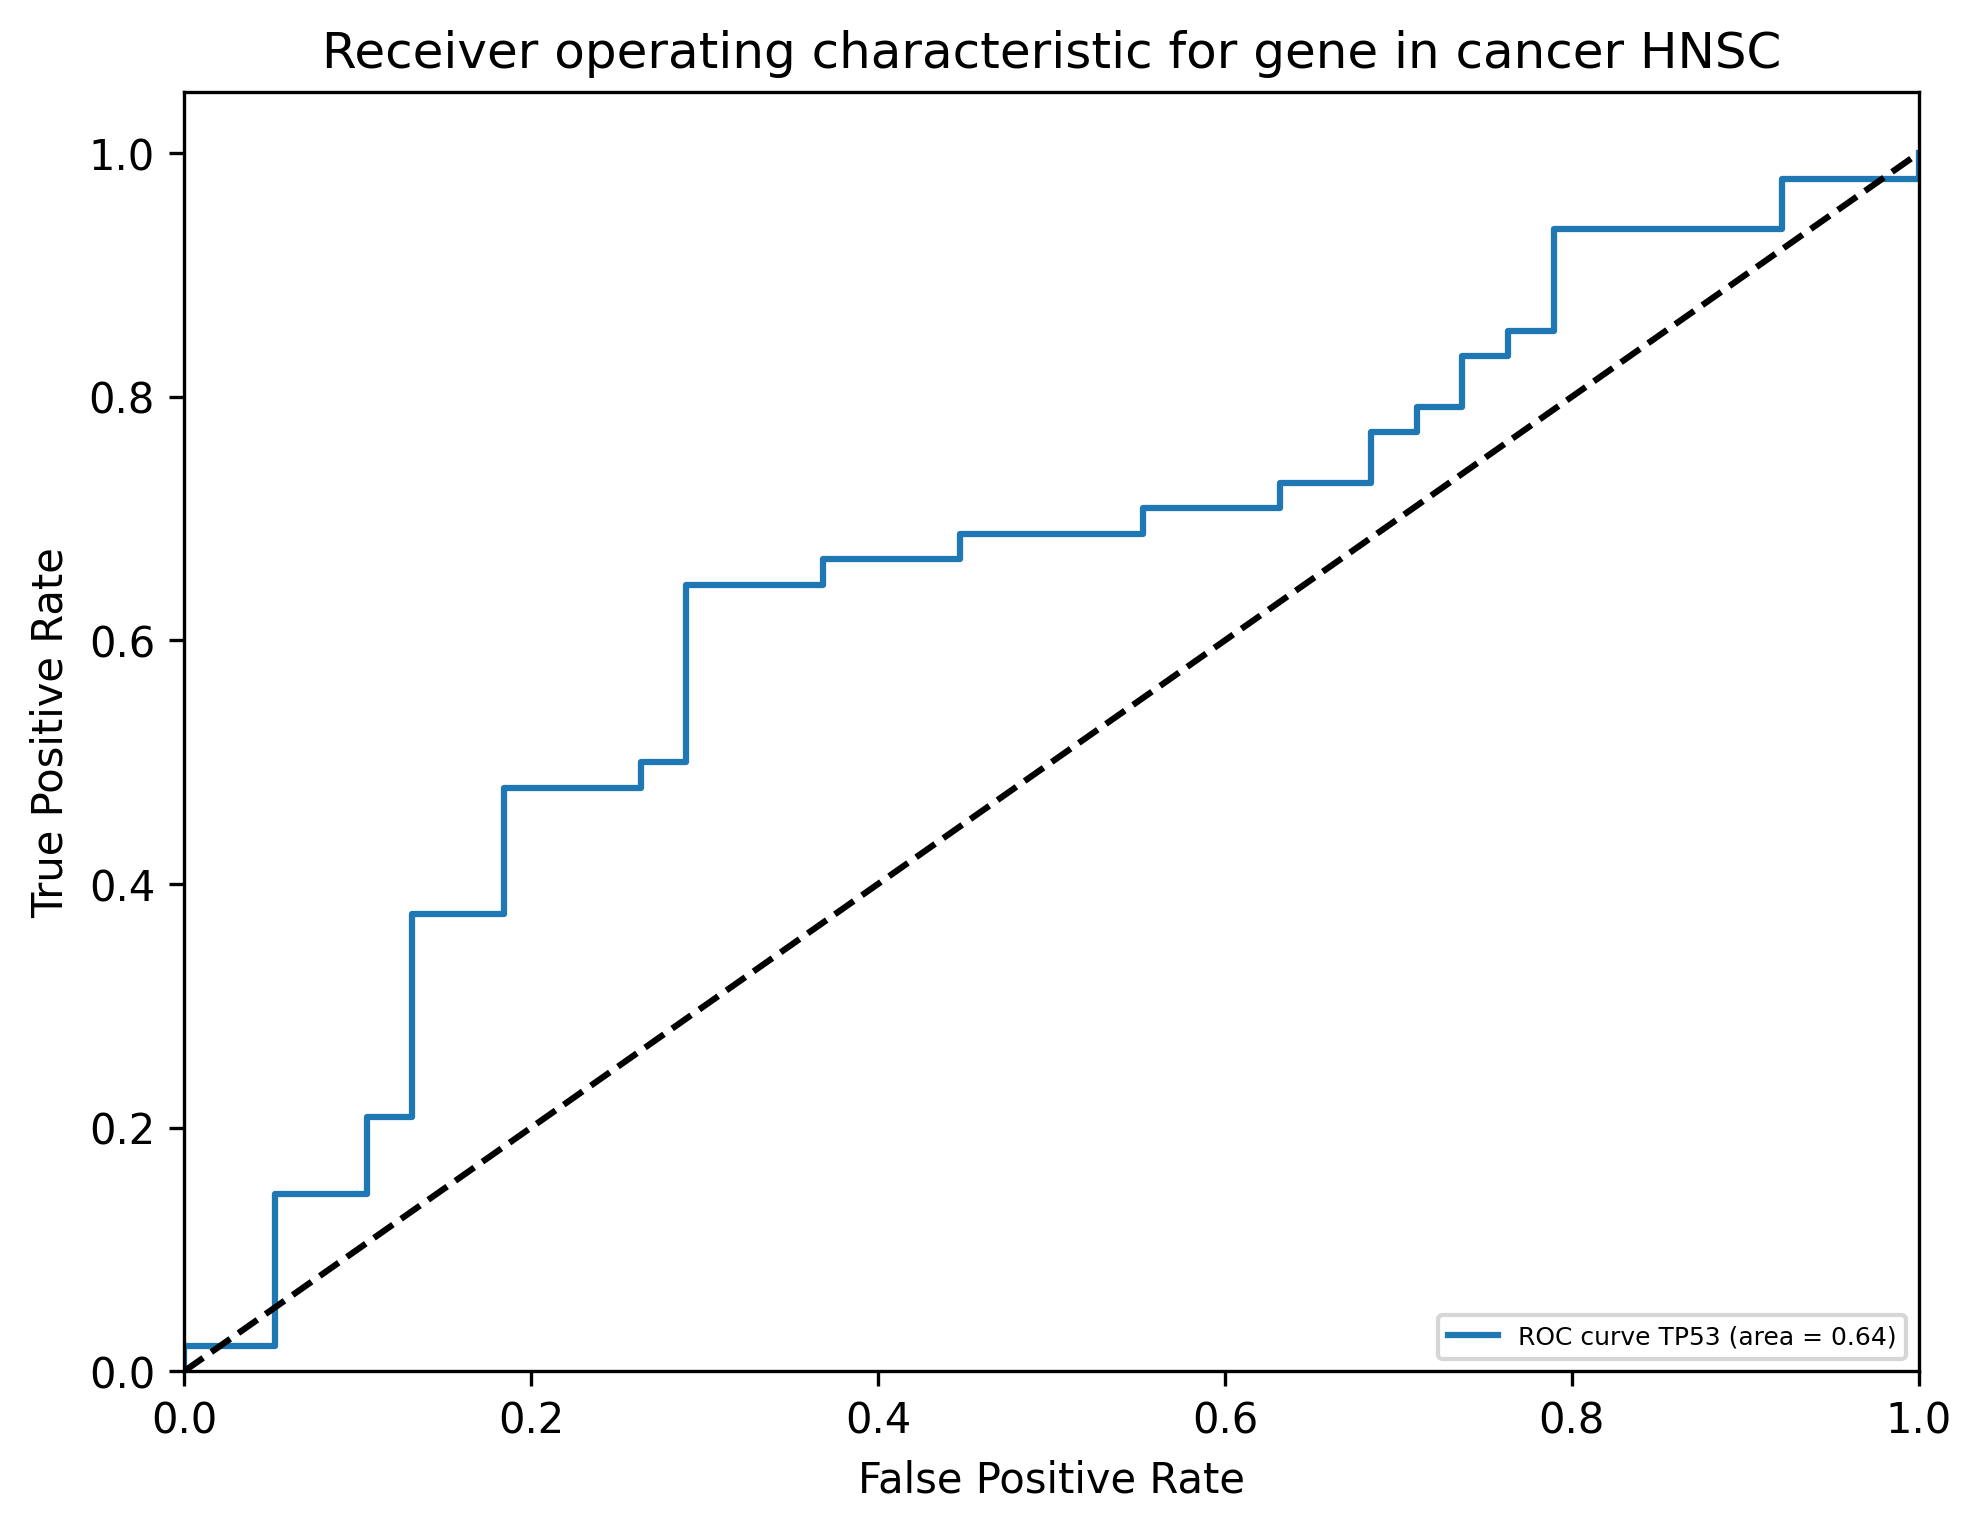 Receiver operating characteristic for gene in cancer HNSC
True Positive Rate
1.0
0.8
0.6
0.4
0.2
0.0
ROC curve TP53 (area = 0.64)
0.0 0.2 0.4 0.6 0.8 1.0
False Positive Rate